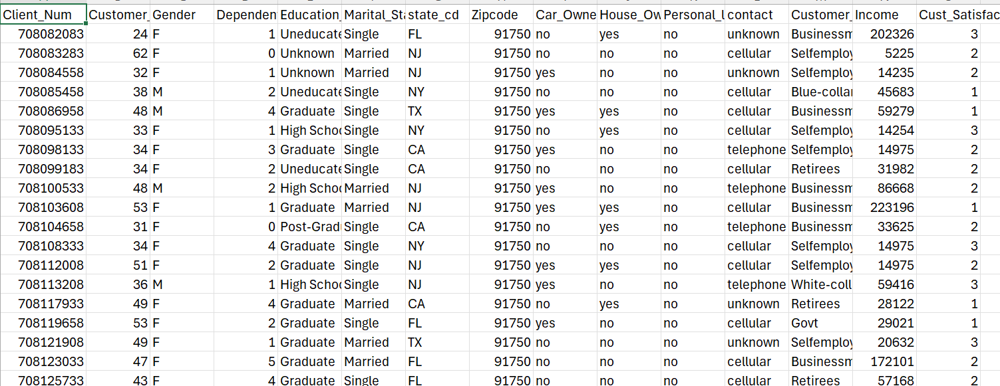 Client_Num Customer_ Gender Dependen Education_ Marital_Sta state_cd Zipcode Car_Owne House_Ow Personal_l contact Customer_ Income Cust_Satisfac
708082083 24 F 1 Uneducate Single FL 91750 no yes no unknown Businessm 202326 3
708083283 62 F 0 Unknown Married NJ 91750 no no no cellular Selfemploy 5225 2
708084558 32 F 1 Unknown Married NJ 91750 yes no no unknown Selfemploy 14235 2
708085458 38 M 2 Uneducate Single NY 91750 no no no cellular Blue-collar 45683 1
708086958 48 M 4 Graduate Single TX 91750 yes yes no cellular Businessm 59279 1
708095133 33 F 1 High Schoo Single NY 91750 no yes no cellular Selfemploy 14254 3
708098133 34 F 3 Graduate Single CA 91750 yes no no telephone Selfemploy 14975 2
708099183 34 F 2 Uneducate Single CA 91750 no no no cellular Retirees 31982 2
708100533 48 M 2 High Schoo Married NJ 91750 yes no no telephone Businessm 86668 2
708103608 53 F 1 Graduate Married NJ 91750 yes yes no cellular Businessm 223196 1
708104658 31 F 0 Post-Grad Single CA 91750 no yes no telephone Businessm 33625 2
708108333 34 F 4 Graduate Single NY 91750 no no no cellular Selfemploy 14975 3
708112008 51 F 2 Graduate Single NJ 91750 yes yes no cellular Selfemploy 14975 2
708113208 36 M 1 High Schoo Single NJ 91750 yes no no telephone White-coll 59416 3
708117933 49 F 4 Graduate Married CA 91750 no yes no unknown Retirees 28122 1
708119658 53 F 2 Graduate Single FL 91750 yes no no cellular Govt 29021 1
708121908 49 F 1 Graduate Married TX 91750 no no no unknown Selfemploy 20632 3
708123033 47 F 5 Graduate Married FL 91750 no no no cellular Businessm 172101 2
708125733 43 F 4 Graduate Single FL 91750 no no no cellular Retirees 57168 2